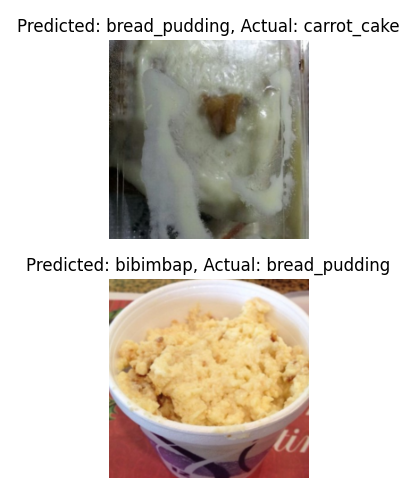 Predicted: bread_pudding, Actual: carrot_cake
Predicted: bibimbap, Actual: bread_pudding